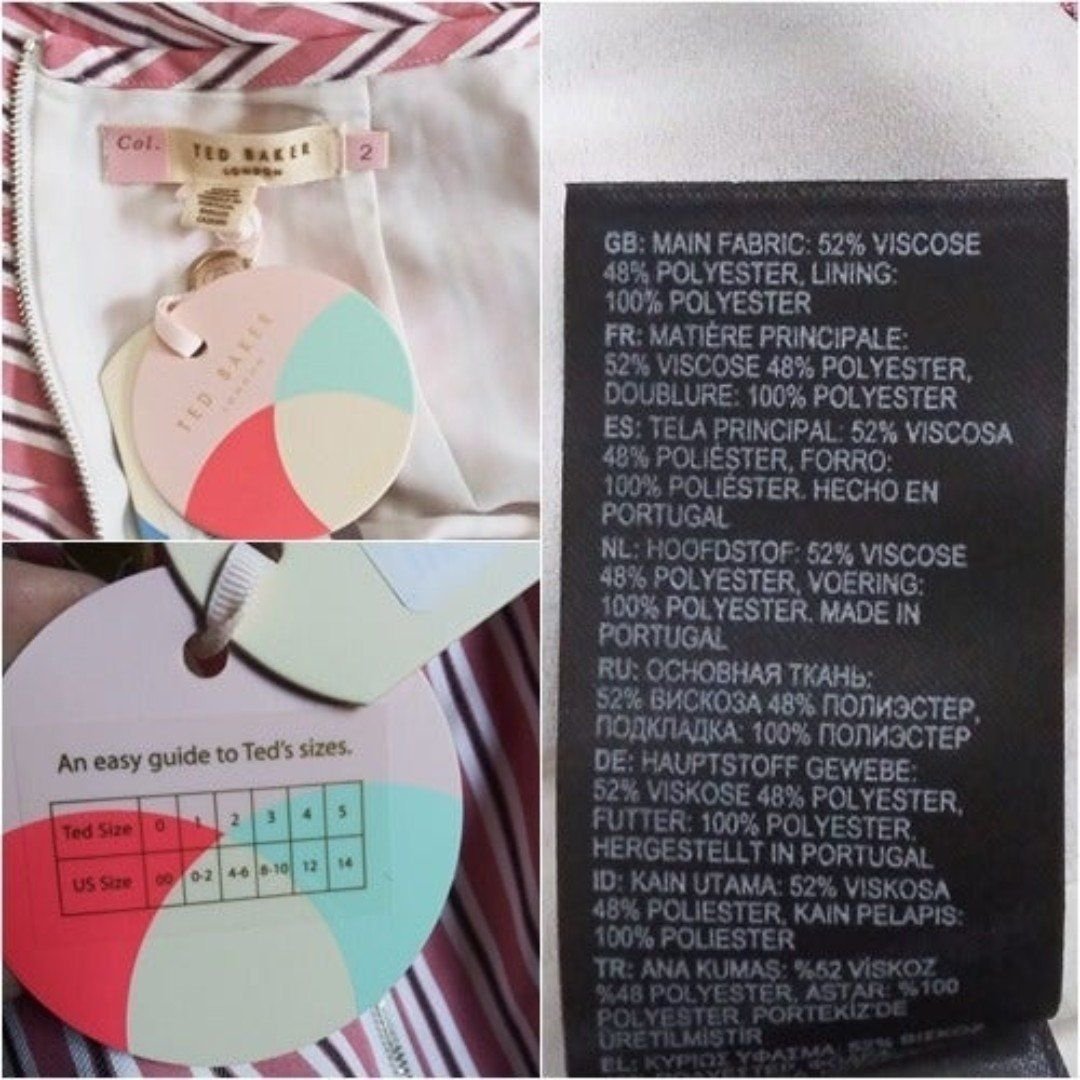 Col.
TED BAKER
LONDON
2
TED BAKER
LONDON
An easy guide to Ted's sizes.
Ted Size 0 1 2 3 4 5
US Size 00 0-2 4-6 8-10 12 14
GB: MAIN FABRIC: 52% VISCOSE
48% POLYESTER, LINING:
100% POLYESTER
FR: MATIÈRE PRINCIPALE:
52% VISCOSE 48% POLYESTER,
DOUBLURE: 100% POLYESTER
ES: TELA PRINCIPAL: 52% VISCOSA
48% POLIÉSTER, FORRO:
100% POLIÉSTER. HECHO EN
PORTUGAL
NL: HOOFDSTOF: 52% VISCOSE
48% POLYESTER, VOERING:
100% POLYESTER. MADE IN
PORTUGAL
RU: ОСНОВНАЯ ТКАНЬ:
52% ВИСКОЗА 48% ПОЛИЭСТЕР,
ПОДКЛАДКА: 100% ПОЛИЭСТЕР
DE: HAUPTSTOFF GEWEBE:
52% VISKOSE 48% POLYESTER,
FUTTER: 100% POLYESTER,
HERGESTELLT IN PORTUGAL
ID: KAIN UTAMA: 52% VISKOSA
48% POLIESTER, KAIN PELAPIS:
100% POLIESTER
TR: ANA KUMAŞ: %52 VİSKOZ
%48 POLYESTER, ASTAR: %100
POLYESTER, PORTEKİZ'DE
ÜRETİLMİŞTİR
EL: ΚΥΡΙΩΣ ΥΦΑΣΜΑ 52% ΒΙΣΚΟΖ